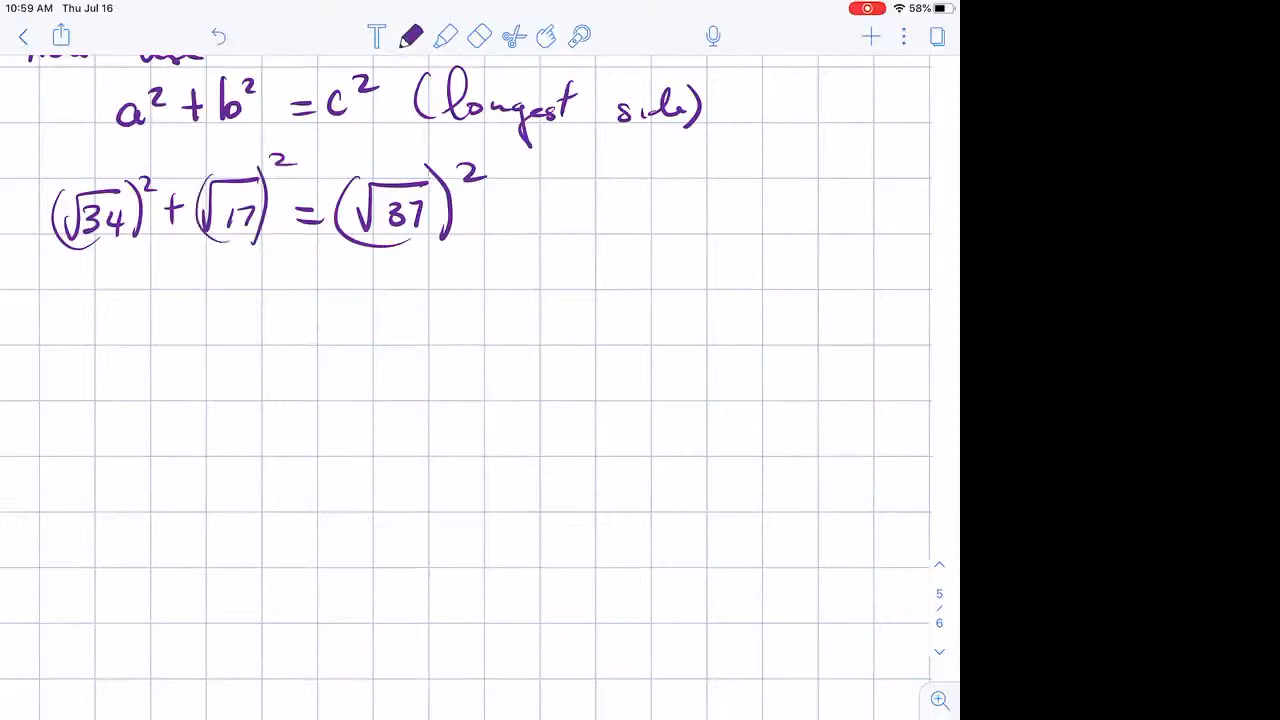 10:59 AM Thu Jul 16
58%
a² + b² = c² (longest side)
(√34)² + (√17)² = (√37)²
5
/
6